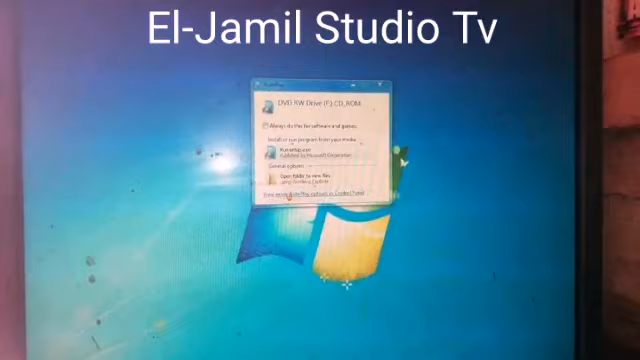 El-Jamil Studio Tv
AutoPlay
DVD RW Drive (F:) CD_ROM
Always do this for software and games:
Install or run program from your media
Run setup.exe
Published by Microsoft Corporation
General options
Open folder to view files
using Windows Explorer
View more AutoPlay options in Control Panel